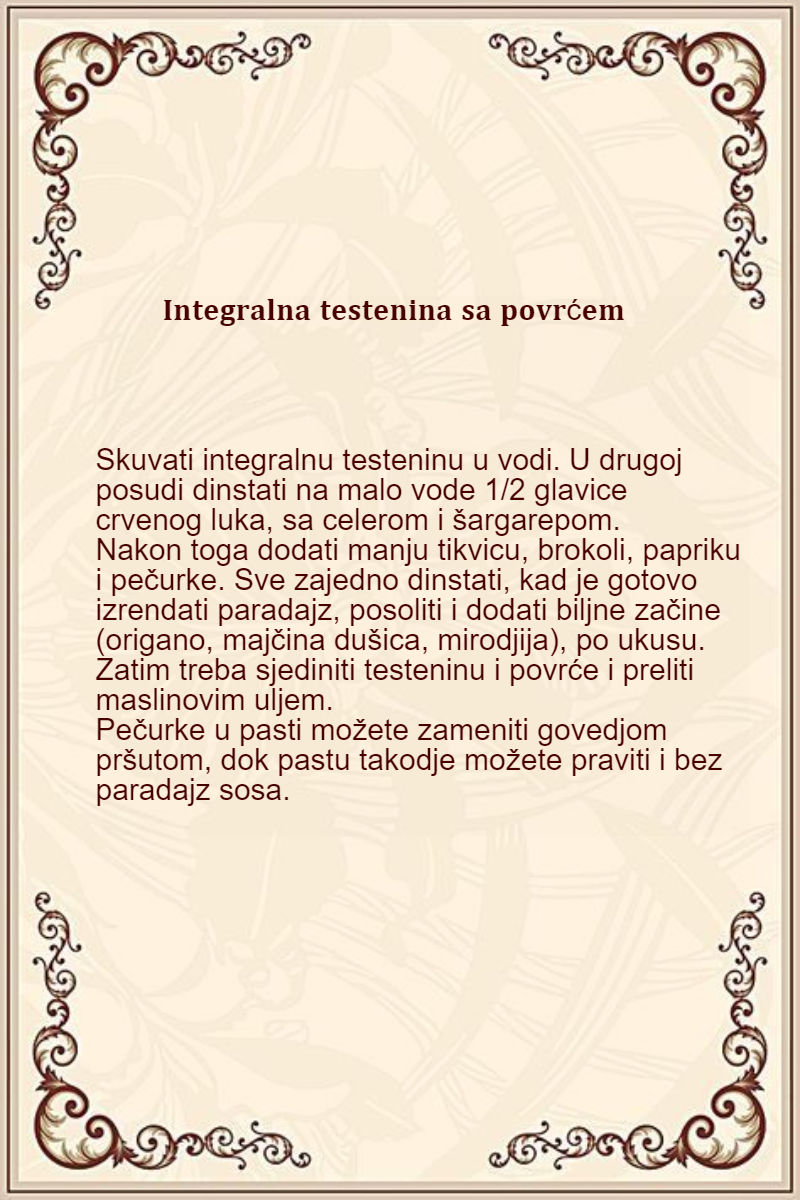 Integralna testenina sa povrćem
Skuvati integralnu testeninu u vodi. U drugoj
posudi dinstati na malo vode 1/2 glavice
crvenog luka, sa celerom i šargarepom.
Nakon toga dodati manju tikvicu, brokoli, papriku
i pečurke. Sve zajedno dinstati, kad je gotovo
izrendati paradajz, posoliti i dodati biljne začine
(origano, majčina dušica, mirodjija), po ukusu.
Zatim treba sjediniti testeninu i povrće i preliti
maslinovim uljem.
Pečurke u pasti možete zameniti govedjom
pršutom, dok pastu takodje možete praviti i bez
paradajz sosa.